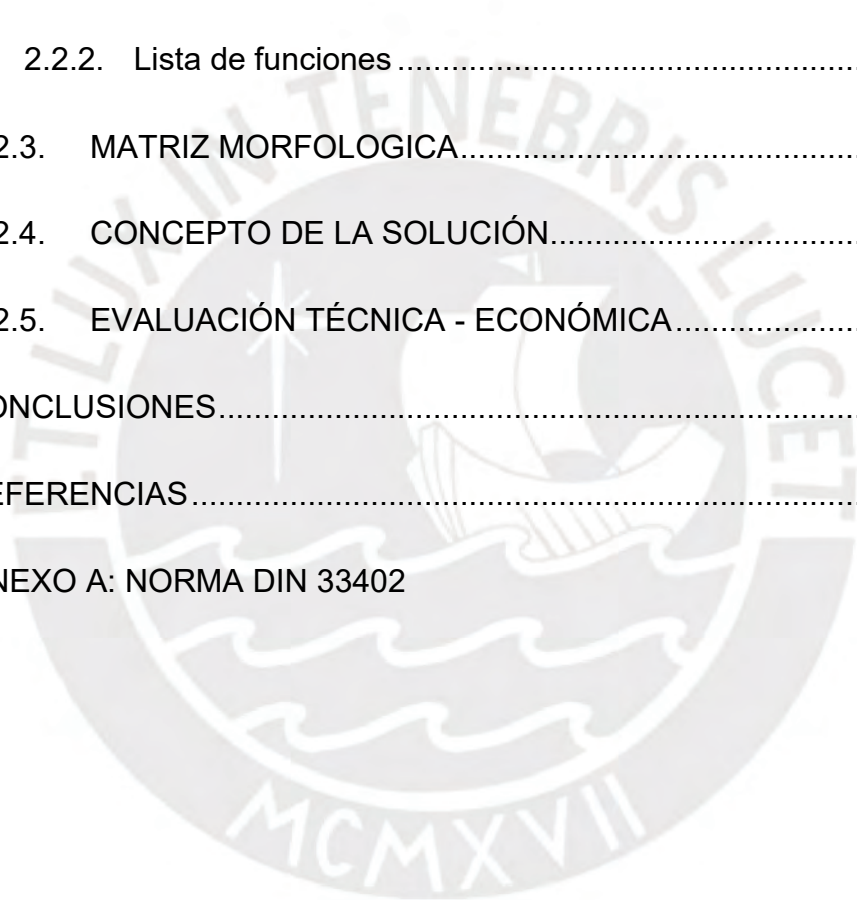 2.2.2. Lista de funciones ....................................................
2.3. MATRIZ MORFOLOGICA .............................................
2.4. CONCEPTO DE LA SOLUCIÓN ...................................
2.5. EVALUACIÓN TÉCNICA - ECONÓMICA .....................
ONCLUSIONES .........................................................................
EFERENCIAS ............................................................................
NEXO A: NORMA DIN 33402
ET LUX IN TENEBRIS LUCET
MCMXVII